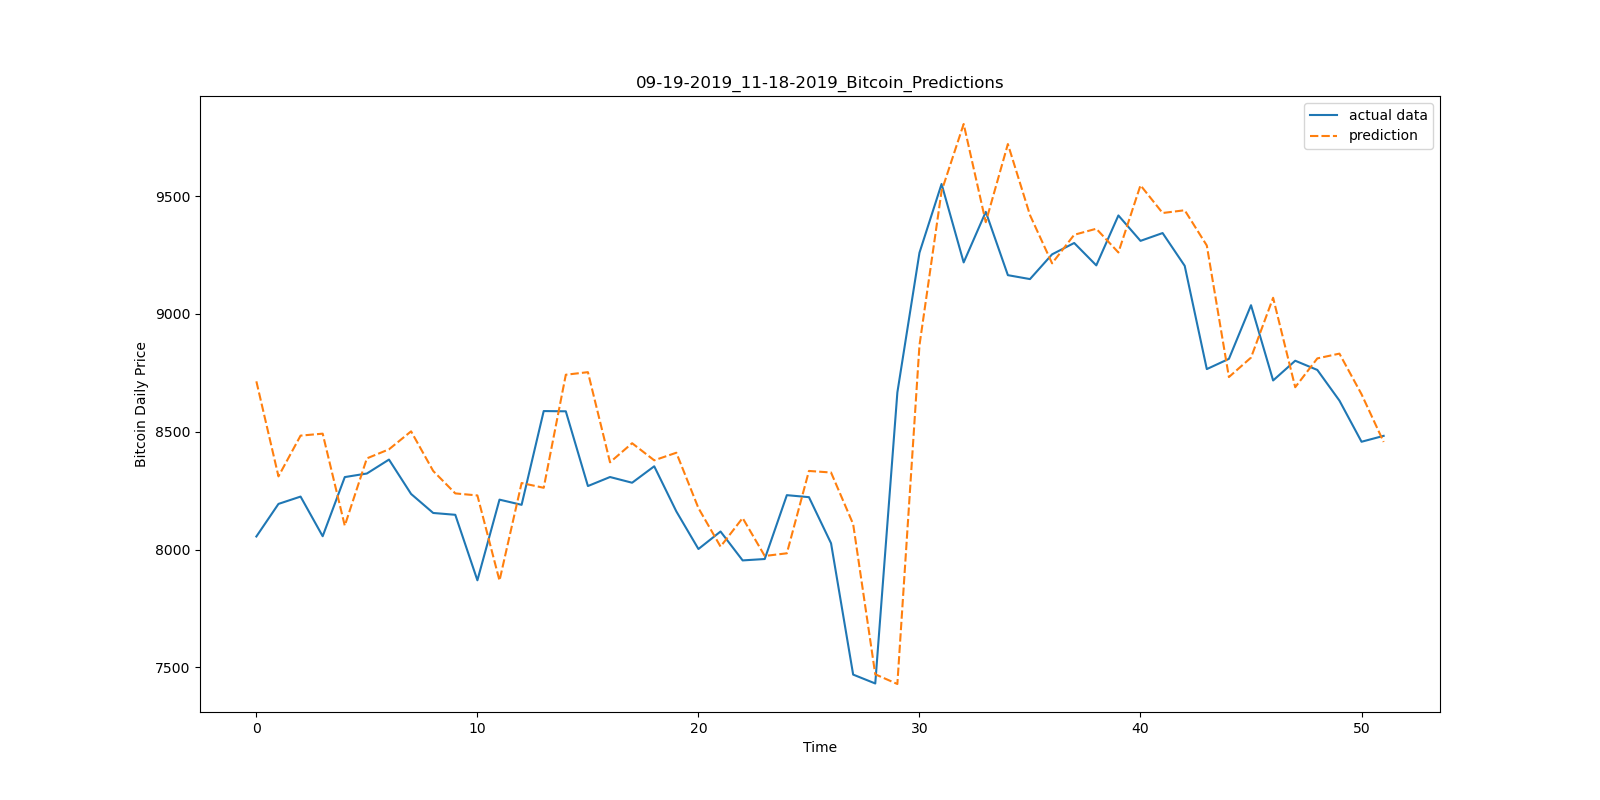 09-19-2019_11-18-2019_Bitcoin_Predictions
actual data
prediction
Bitcoin Daily Price
9500
9000
8500
8000
7500
0 10 20 30 40 50
Time